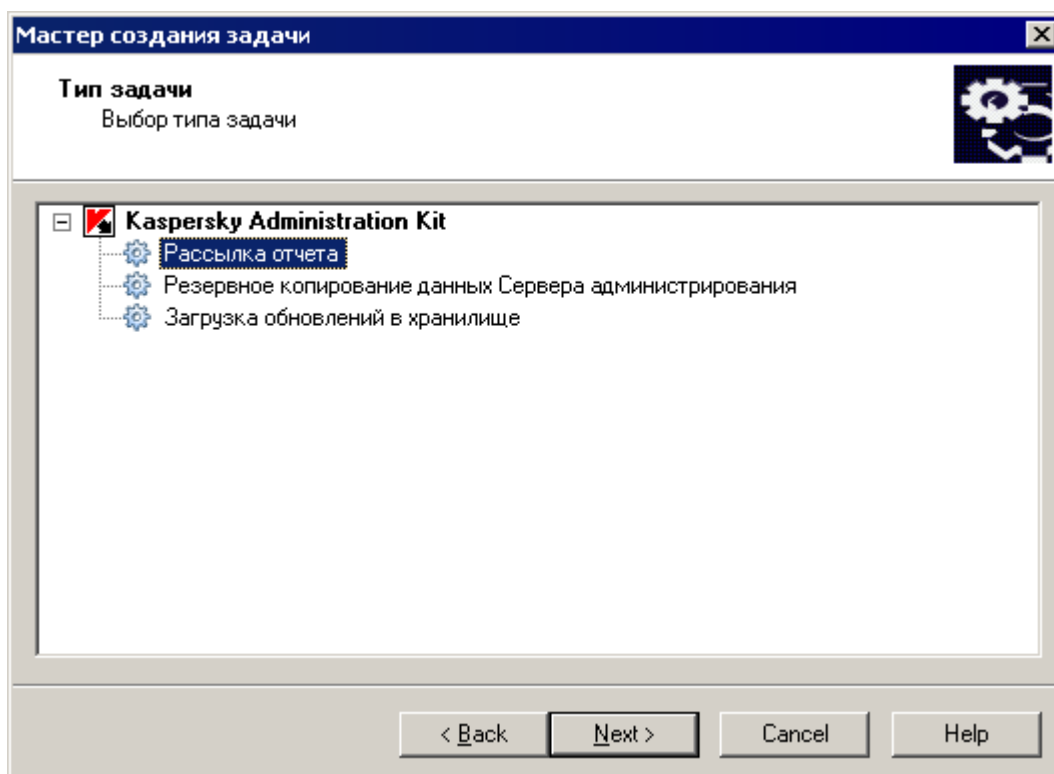 Мастер создания задачи
Тип задачи
Выбор типа задачи
Kaspersky Administration Kit
Рассылка отчета
Резервное копирование данных Сервера администрирования
Загрузка обновлений в хранилище
< Back
Next >
Cancel
Help